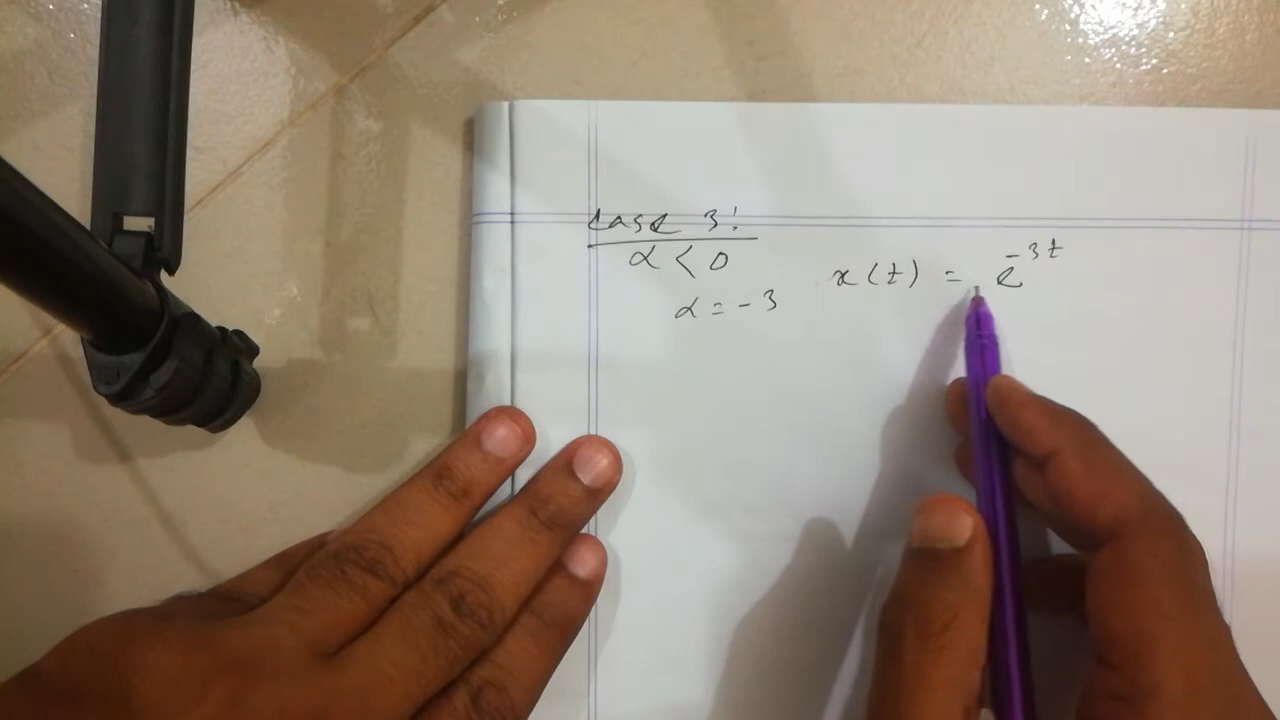 Case 3:
α < 0
x(t) = e^{-3t}
α = -3